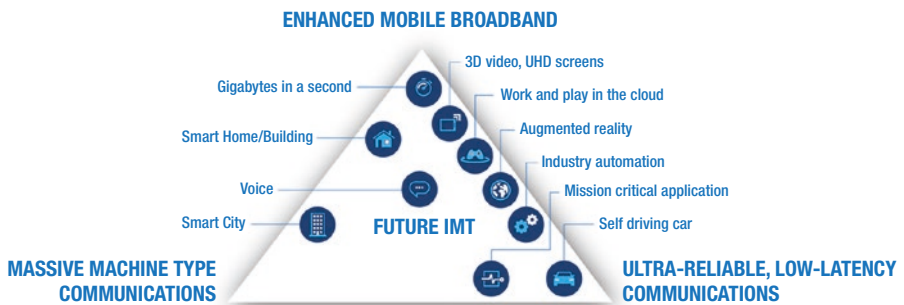 ENHANCED MOBILE BROADBAND
3D video, UHD screens
Gigabytes in a second
Work and play in the cloud
Smart Home/Building
Augmented reality
Industry automation
Voice
Mission critical application
Smart City
FUTURE IMT
Self driving car
MASSIVE MACHINE TYPE
COMMUNICATIONS
ULTRA-RELIABLE, LOW-LATENCY
COMMUNICATIONS